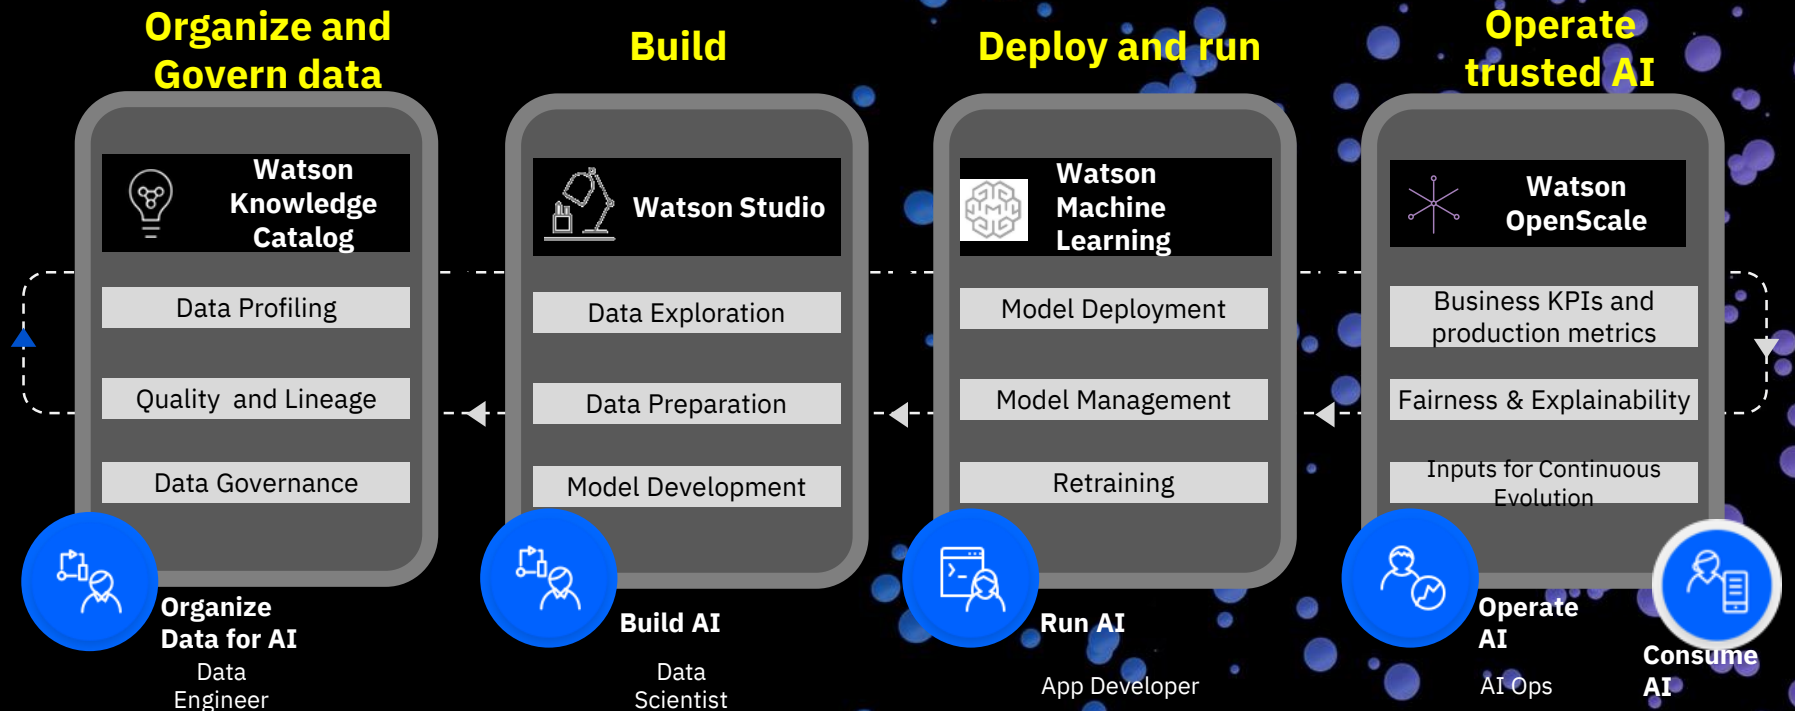 Organize and
Govern data
Build
Deploy and run
Operate
trusted AI
Watson
Knowledge
Catalog
Data Profiling
Quality and Lineage
Data Governance
Organize
Data for AI
Data
Engineer
Watson Studio
Data Exploration
Data Preparation
Model Development
Build AI
Data
Scientist
Watson
Machine
Learning
Model Deployment
Model Management
Retraining
Run AI
App Developer
Watson
OpenScale
Business KPIs and
production metrics
Fairness & Explainability
Inputs for Continuous
Evolution
Operate
AI
AI Ops
Consume
AI